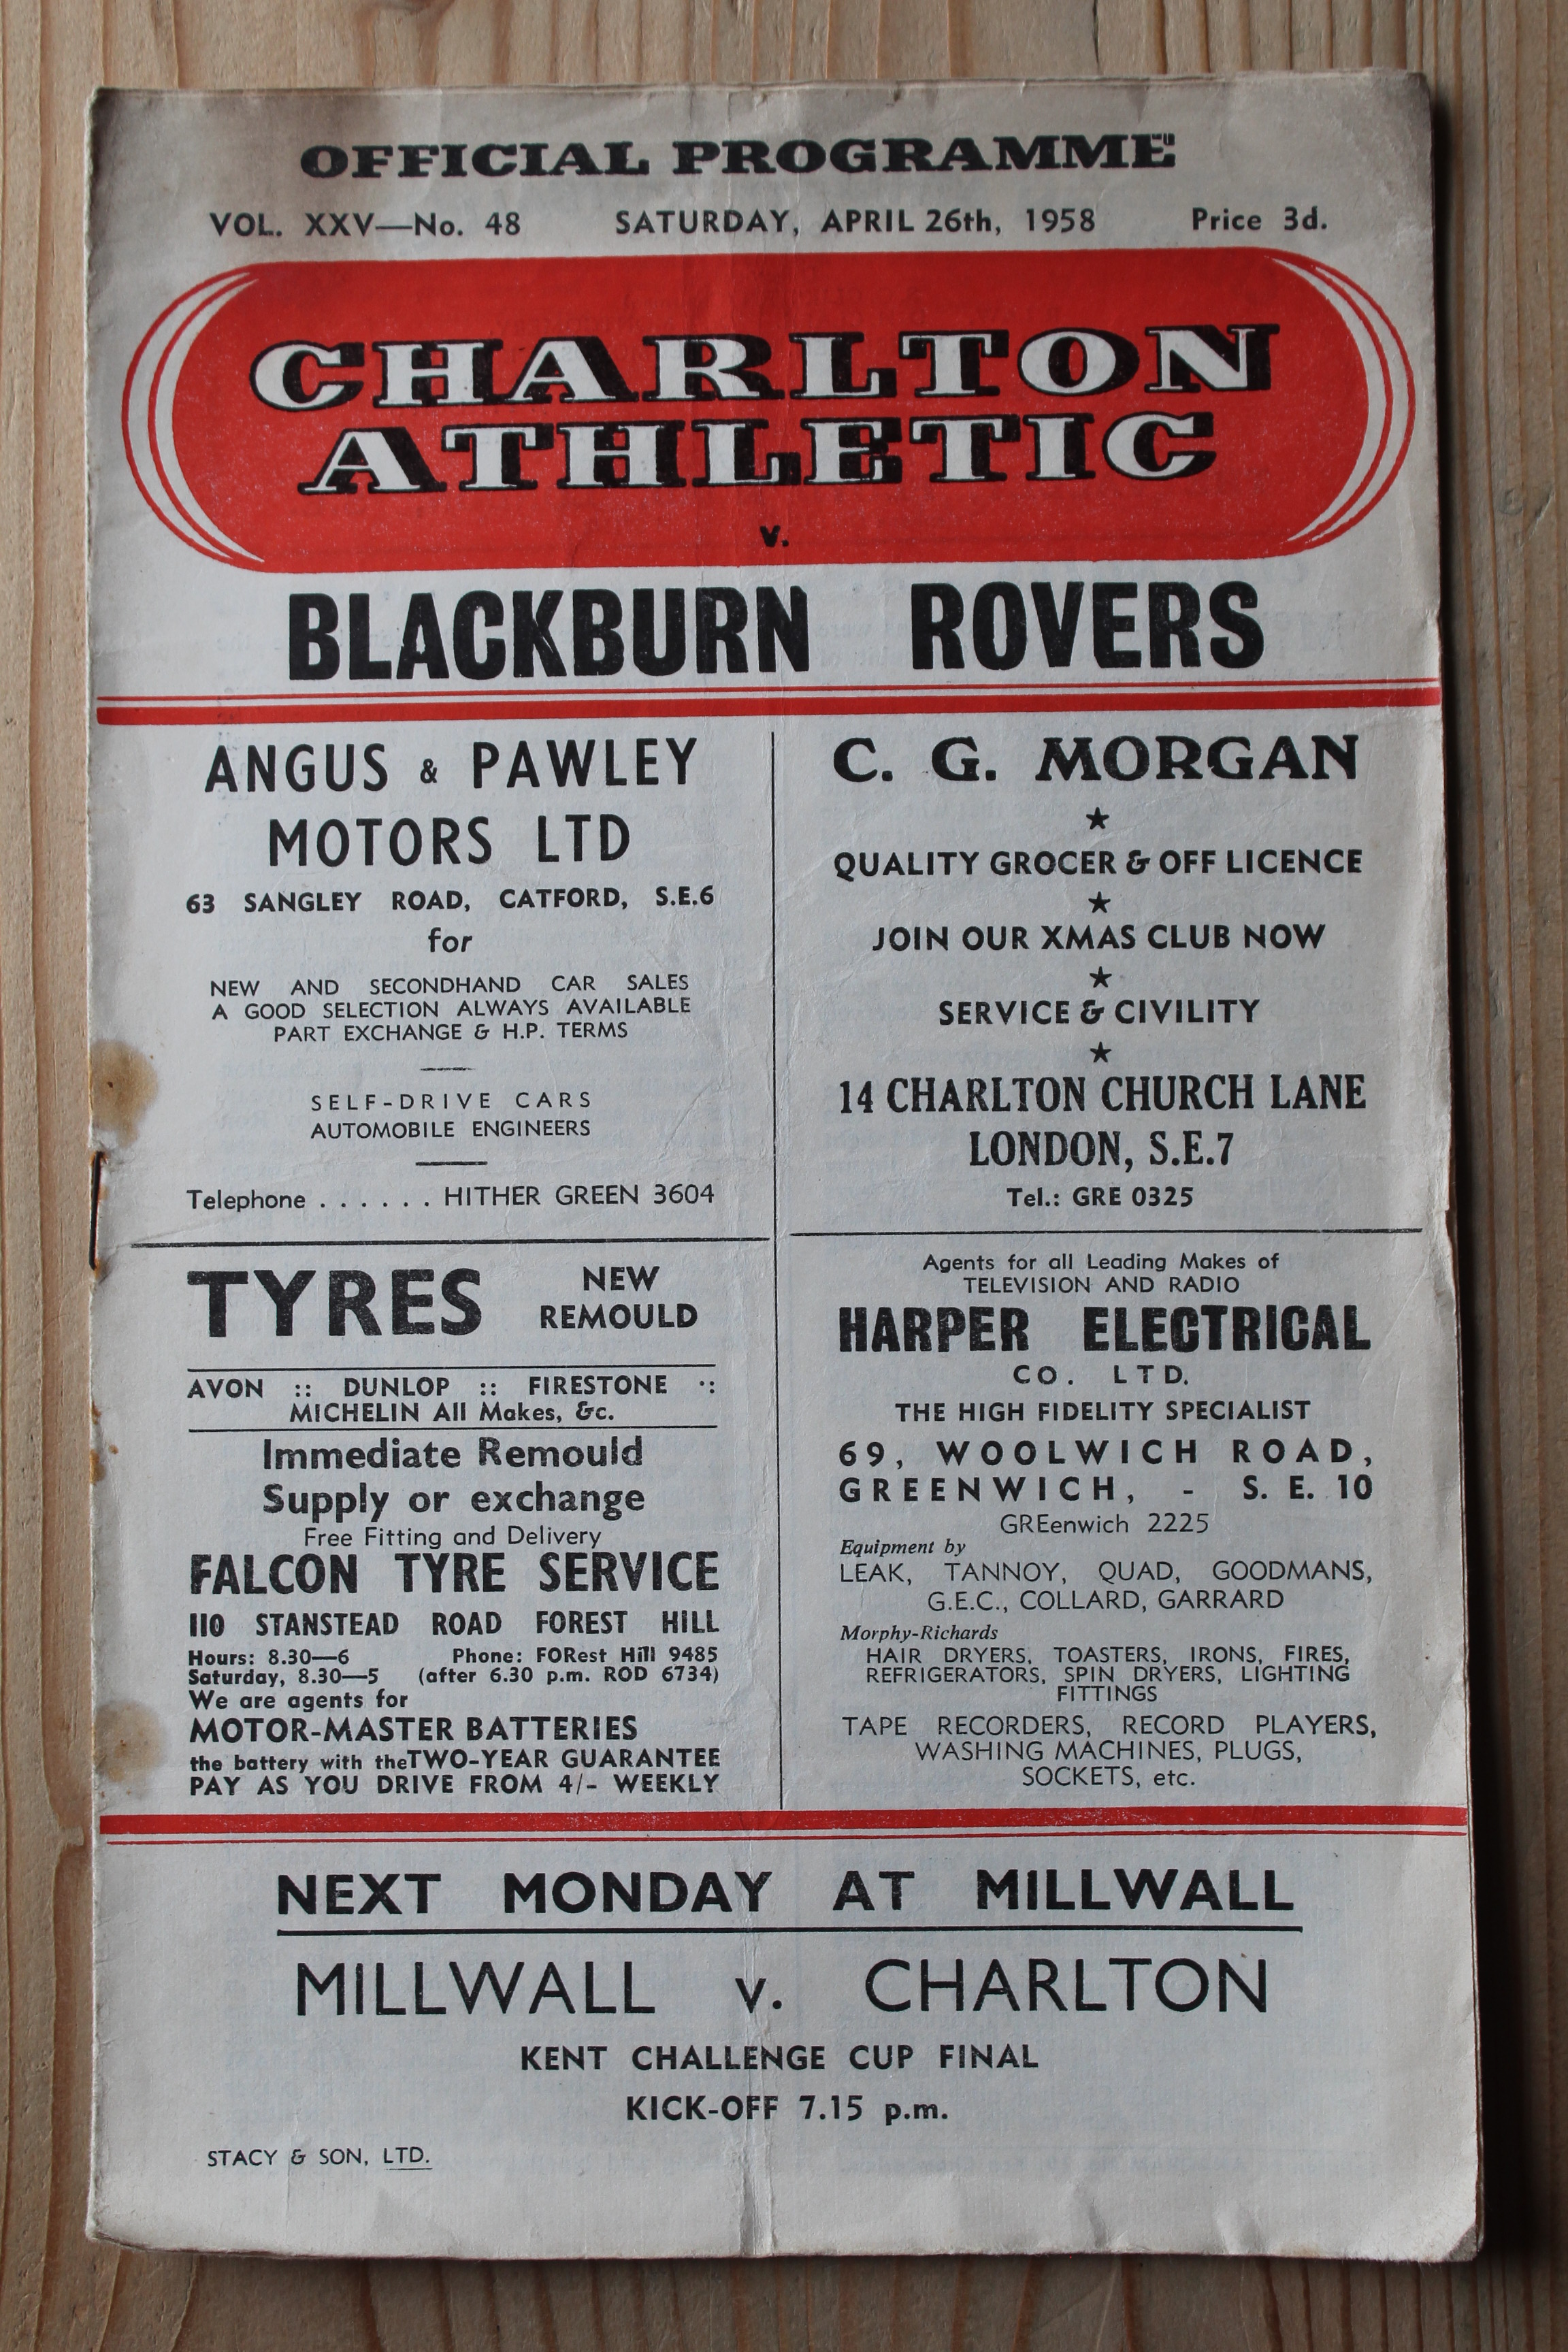 OFFICIAL PROGRAMME
VOL. XXV—No. 48 SATURDAY, APRIL 26th, 1958 Price 3d.
CHARLTON
ATHLETIC
v.
BLACKBURN ROVERS
ANGUS & PAWLEY
MOTORS LTD
63 SANGLEY ROAD, CATFORD, S.E.6
for
NEW AND SECONDHAND CAR SALES
A GOOD SELECTION ALWAYS AVAILABLE
PART EXCHANGE & H.P. TERMS
SELF-DRIVE CARS
AUTOMOBILE ENGINEERS
Telephone . . . . . . HITHER GREEN 3604
C. G. MORGAN
★
QUALITY GROCER & OFF LICENCE
★
JOIN OUR XMAS CLUB NOW
★
SERVICE & CIVILITY
★
14 CHARLTON CHURCH LANE
LONDON, S.E.7
Tel.: GRE 0325
TYRES NEW
REMOULD
AVON :: DUNLOP :: FIRESTONE ::
MICHELIN All Makes, &c.
Immediate Remould
Supply or exchange
Free Fitting and Delivery
FALCON TYRE SERVICE
110 STANSTEAD ROAD FOREST HILL
Hours: 8.30—6 Phone: FORest Hill 9485
Saturday, 8.30—5 (after 6.30 p.m. ROD 6734)
We are agents for
MOTOR-MASTER BATTERIES
the battery with the TWO-YEAR GUARANTEE
PAY AS YOU DRIVE FROM 4/- WEEKLY
Agents for all Leading Makes of
TELEVISION AND RADIO
HARPER ELECTRICAL
CO. LTD.
THE HIGH FIDELITY SPECIALIST
69, WOOLWICH ROAD,
GREENWICH, - S. E. 10
GREenwich 2225
Equipment by
LEAK, TANNOY, QUAD, GOODMANS,
G.E.C., COLLARD, GARRARD
Morphy-Richards
HAIR DRYERS, TOASTERS, IRONS, FIRES,
REFRIGERATORS, SPIN DRYERS, LIGHTING
FITTINGS
TAPE RECORDERS, RECORD PLAYERS,
WASHING MACHINES, PLUGS,
SOCKETS, etc.
NEXT MONDAY AT MILLWALL
MILLWALL v. CHARLTON
KENT CHALLENGE CUP FINAL
KICK-OFF 7.15 p.m.
STACY & SON, LTD.